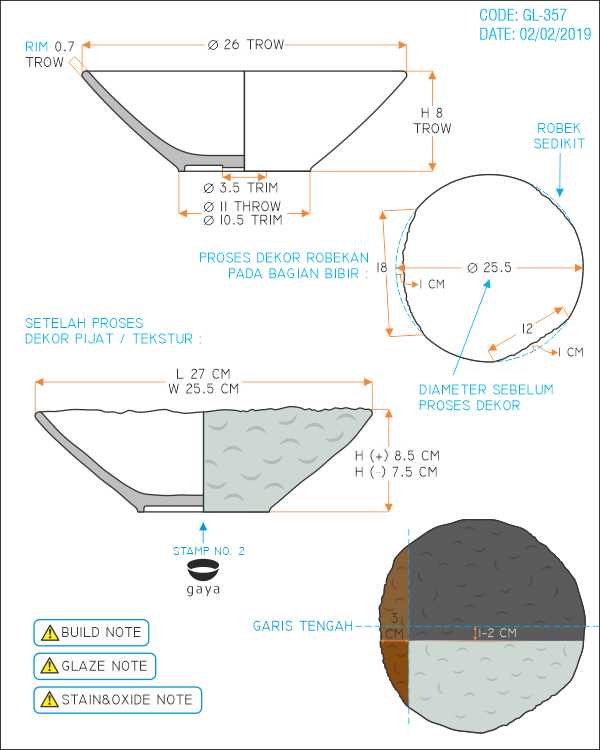 CODE: GL-357
DATE: 02/02/2019
RIM 0.7
TROW
Ø 26 TROW
H 8
TROW
Ø 3.5 TRIM
Ø 11 THROW
Ø 10.5 TRIM
ROBEK
SEDIKIT
PROSES DEKOR ROBEKAN
PADA BAGIAN BIBIR :
18
Ø 25.5
1 CM
12
1 CM
DIAMETER SEBELUM
PROSES DEKOR
SETELAH PROSES
DEKOR PIJAT / TEKSTUR :
L 27 CM
W 25.5 CM
H (+) 8.5 CM
H (-) 7.5 CM
STAMP NO. 2
gaya
GARIS TENGAH
3
CM
1-2 CM
BUILD NOTE
GLAZE NOTE
STAIN&OXIDE NOTE